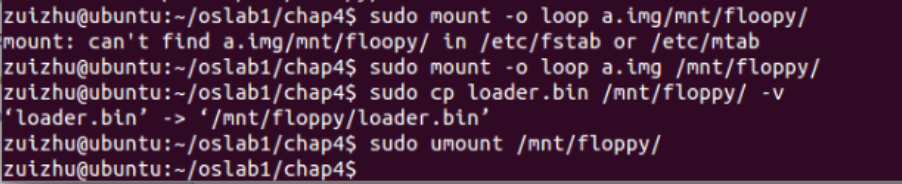 zuizhu@ubuntu:~/oslab1/chap4$ sudo mount -o loop a.img/mnt/floopy/
mount: can't find a.img/mnt/floopy/ in /etc/fstab or /etc/mtab
zuizhu@ubuntu:~/oslab1/chap4$ sudo mount -o loop a.img /mnt/floppy/
zuizhu@ubuntu:~/oslab1/chap4$ sudo cp loader.bin /mnt/floppy/ -v
‘loader.bin’ -> ‘/mnt/floppy/loader.bin’
zuizhu@ubuntu:~/oslab1/chap4$ sudo umount /mnt/floppy/
zuizhu@ubuntu:~/oslab1/chap4$